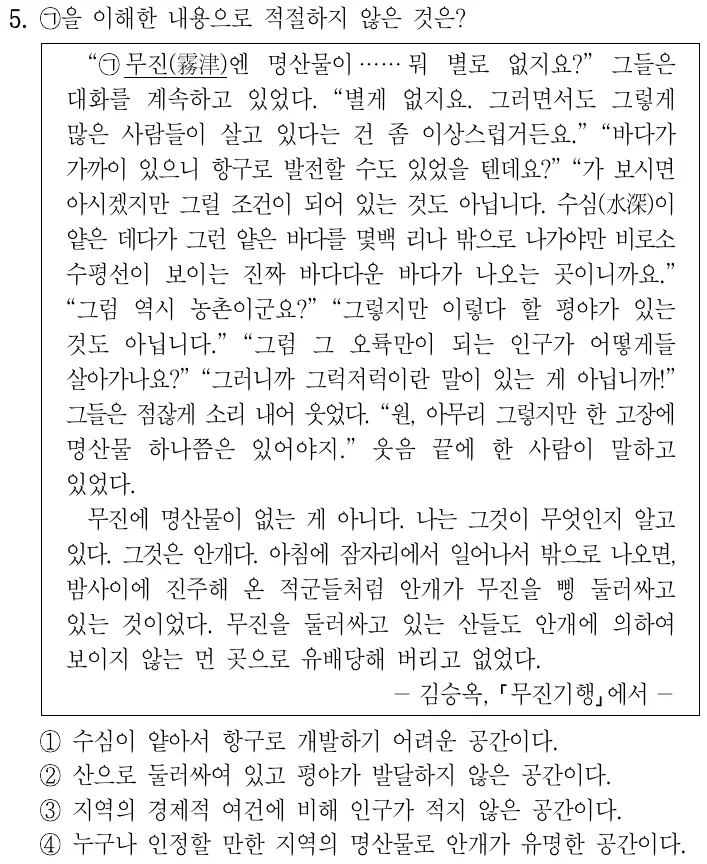 5. ㉠을 이해한 내용으로 적절하지 않은 것은?
“㉠ 무진(霧津)엔 명산물이 …… 뭐 별로 없지요?” 그들은
대화를 계속하고 있었다. “별게 없지요. 그러면서도 그렇게
많은 사람들이 살고 있다는 건 좀 이상스럽거든요.” “바다가
가까이 있으니 항구로 발전할 수도 있었을 텐데요?” “가 보시면
아시겠지만 그럴 조건이 되어 있는 것도 아닙니다. 수심(水深)이
얕은 데다가 그런 얕은 바다를 몇백 리나 밖으로 나가야만 비로소
수평선이 보이는 진짜 바다다운 바다가 나오는 곳이니까요.”
“그럼 역시 농촌이군요?” “그렇지만 이렇다 할 평야가 있는
것도 아닙니다.” “그럼 그 오륙만이 되는 인구가 어떻게들
살아가나요?” “그러니까 그럭저럭이란 말이 있는 게 아닙니까!”
그들은 점잖게 소리 내어 웃었다. “원, 아무리 그렇지만 한 고장에
명산물 하나쯤은 있어야지.” 웃음 끝에 한 사람이 말하고
있었다.
무진에 명산물이 없는 게 아니다. 나는 그것이 무엇인지 알고
있다. 그것은 안개다. 아침에 잠자리에서 일어나서 밖으로 나오면,
밤사이에 진주해 온 적군들처럼 안개가 무진을 뺑 둘러싸고
있는 것이었다. 무진을 둘러싸고 있는 산들도 안개에 의하여
보이지 않는 먼 곳으로 유배당해 버리고 없었다.
- 김승옥, 「무진기행」에서 -
① 수심이 얕아서 항구로 개발하기 어려운 공간이다.
② 산으로 둘러싸여 있고 평야가 발달하지 않은 공간이다.
③ 지역의 경제적 여건에 비해 인구가 적지 않은 공간이다.
④ 누구나 인정할 만한 지역의 명산물로 안개가 유명한 공간이다.